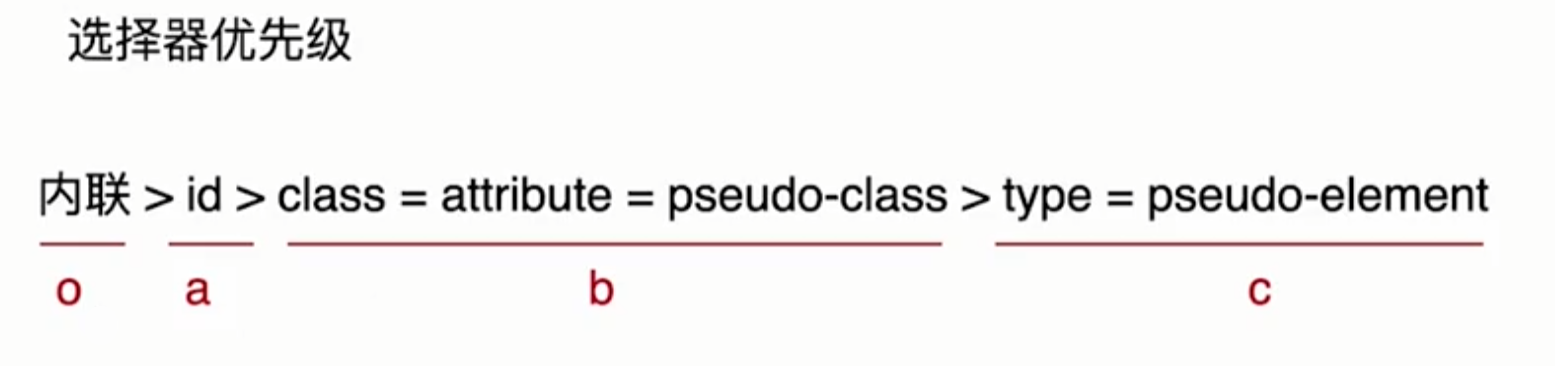 选择器优先级
内联 > id > class = attribute = pseudo-class > type = pseudo-element
o a b c